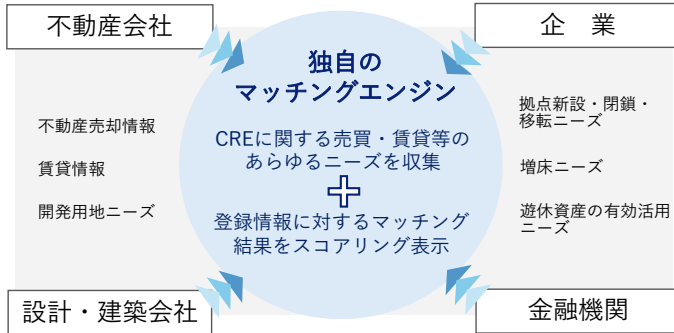 不動産会社
企　業
独自の
マッチングエンジン
不動産売却情報
賃貸情報
開発用地ニーズ
CREに関する売買・賃貸等の
あらゆるニーズを収集
＋
登録情報に対するマッチング
結果をスコアリング表示
拠点新設・閉鎖・
移転ニーズ
増床ニーズ
遊休資産の有効活用
ニーズ
設計・建築会社
金融機関